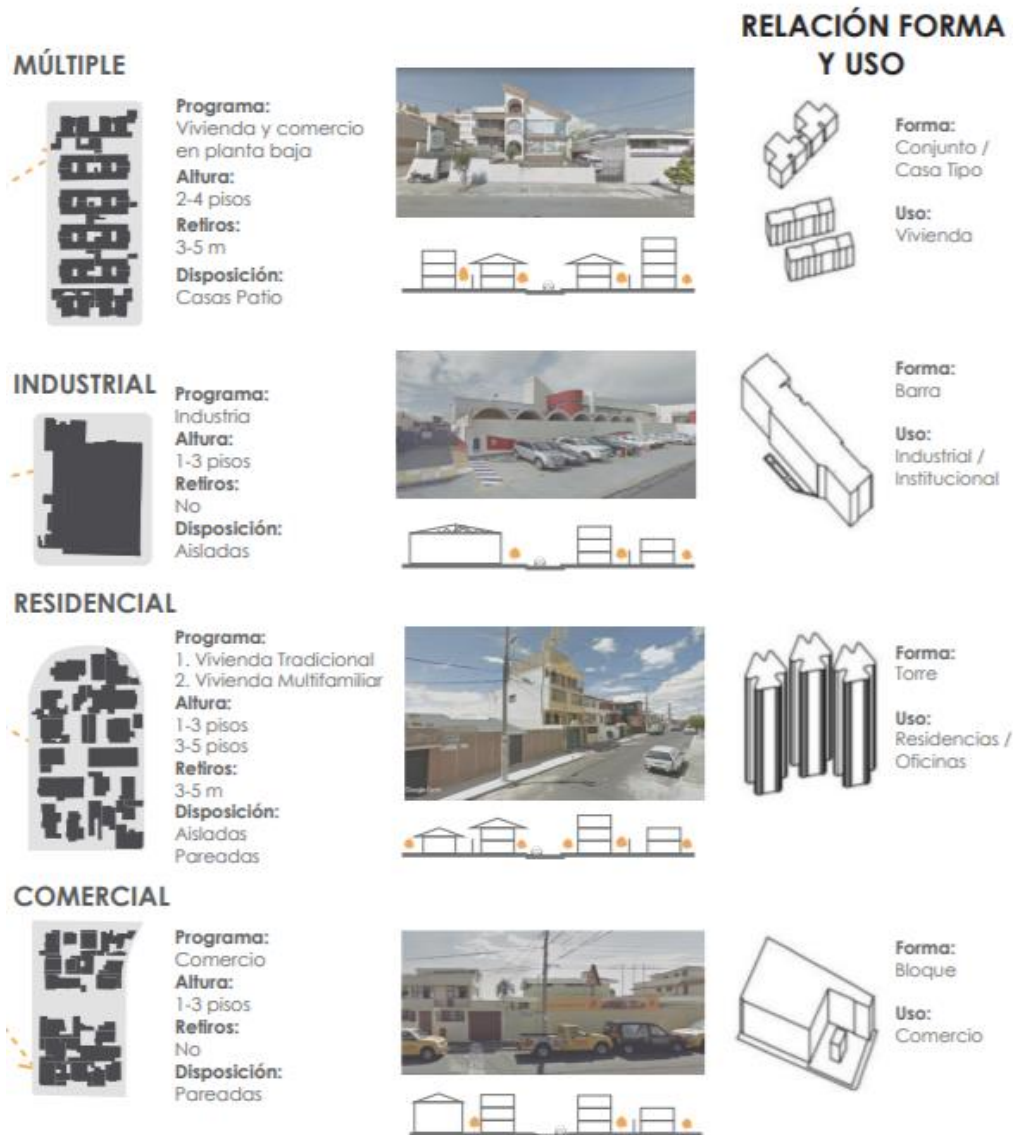 RELACIÓN FORMA
Y USO
MÚLTIPLE
Programa:
Vivienda y comercio
en planta baja
Altura:
2-4 pisos
Retiros:
3-5 m
Disposición:
Casas Patio
Forma:
Conjunto /
Casa Tipo
Uso:
Vivienda
INDUSTRIAL
Programa:
Industria
Altura:
1-3 pisos
Retiros:
No
Disposición:
Aisladas
Forma:
Barra
Uso:
Industrial /
Institucional
RESIDENCIAL
Programa:
1. Vivienda Tradicional
2. Vivienda Multifamiliar
Altura:
1-3 pisos
3-5 pisos
Retiros:
3-5 m
Disposición:
Aisladas
Pareadas
Forma:
Torre
Uso:
Residencias /
Oficinas
COMERCIAL
Programa:
Comercio
Altura:
1-3 pisos
Retiros:
No
Disposición:
Pareadas
Forma:
Bloque
Uso:
Comercio